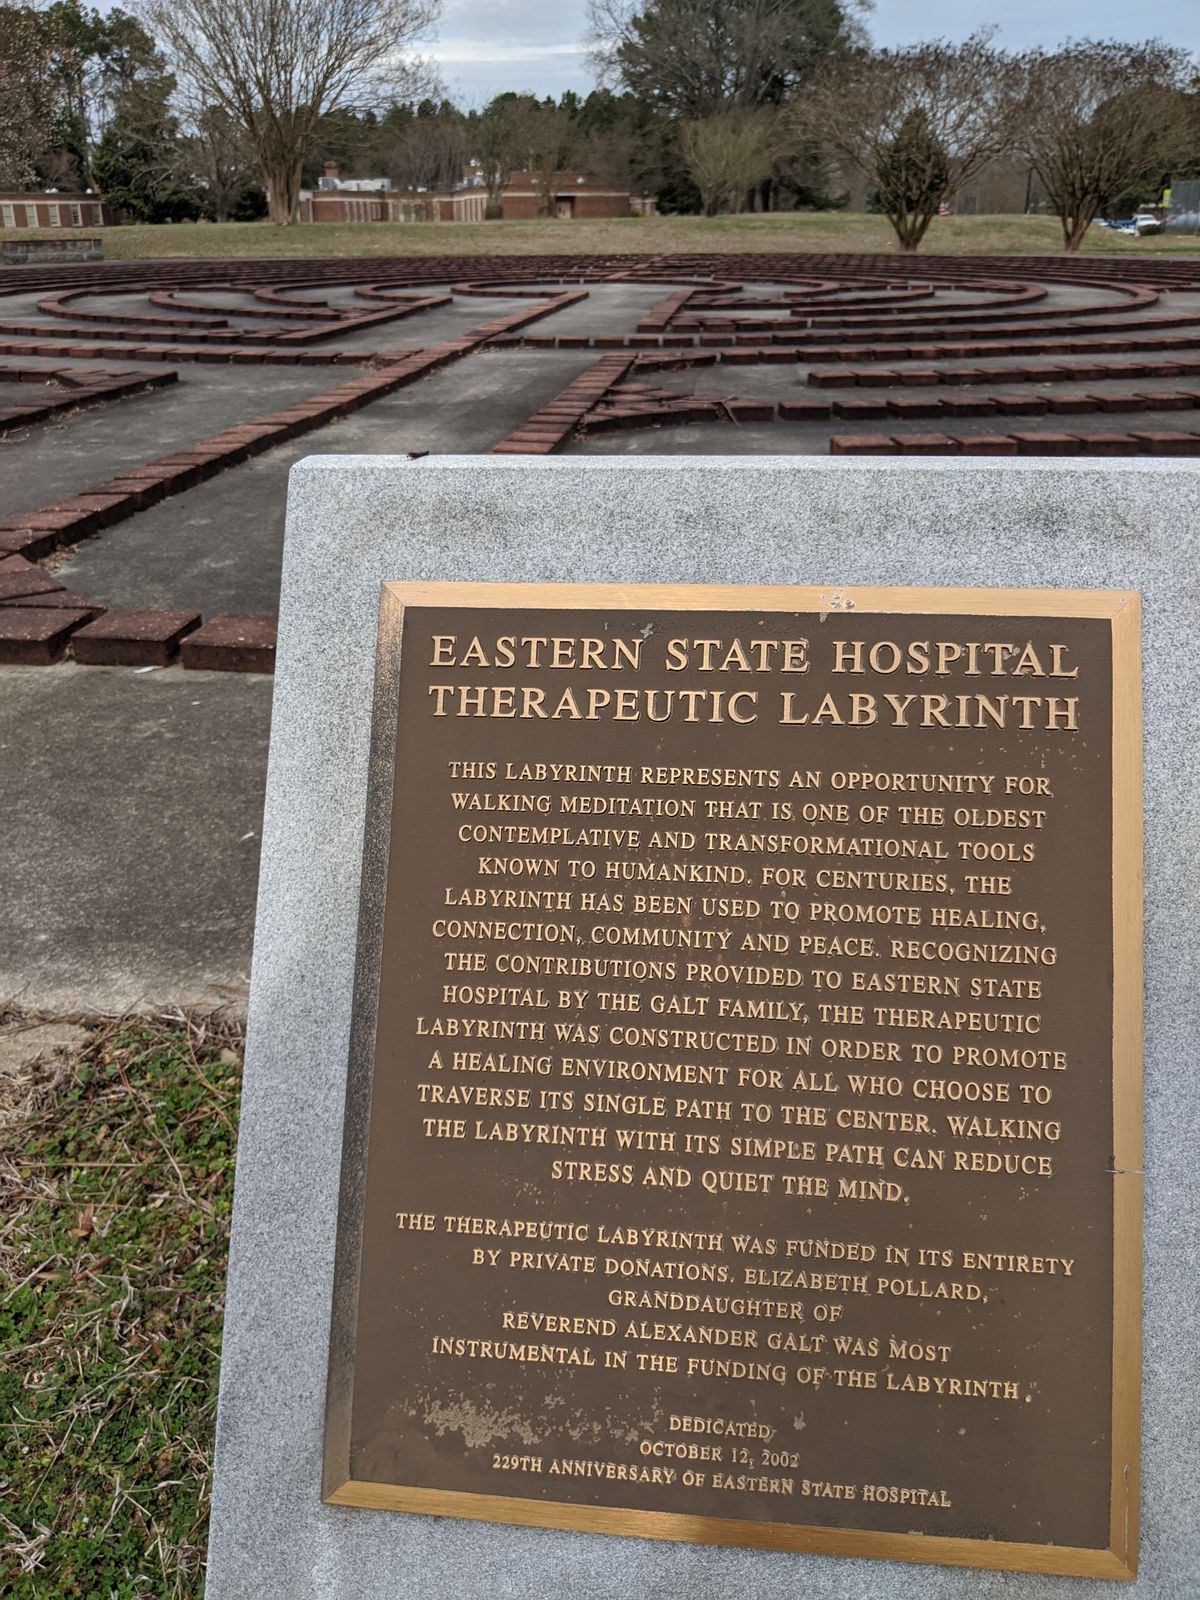 EASTERN STATE HOSPITAL
THERAPEUTIC LABYRINTH
THIS LABYRINTH REPRESENTS AN OPPORTUNITY FOR
WALKING MEDITATION THAT IS ONE OF THE OLDEST
CONTEMPLATIVE AND TRANSFORMATIONAL TOOLS
KNOWN TO HUMANKIND. FOR CENTURIES, THE
LABYRINTH HAS BEEN USED TO PROMOTE HEALING,
CONNECTION, COMMUNITY AND PEACE. RECOGNIZING
THE CONTRIBUTIONS PROVIDED TO EASTERN STATE
HOSPITAL BY THE GALT FAMILY, THE THERAPEUTIC
LABYRINTH WAS CONSTRUCTED IN ORDER TO PROMOTE
A HEALING ENVIRONMENT FOR ALL WHO CHOOSE TO
TRAVERSE ITS SINGLE PATH TO THE CENTER. WALKING
THE LABYRINTH WITH ITS SIMPLE PATH CAN REDUCE
STRESS AND QUIET THE MIND.
THE THERAPEUTIC LABYRINTH WAS FUNDED IN ITS ENTIRETY
BY PRIVATE DONATIONS. ELIZABETH POLLARD,
GRANDDAUGHTER OF
REVEREND ALEXANDER GALT WAS MOST
INSTRUMENTAL IN THE FUNDING OF THE LABYRINTH.
DEDICATED
OCTOBER 12, 2002
229TH ANNIVERSARY OF EASTERN STATE HOSPITAL